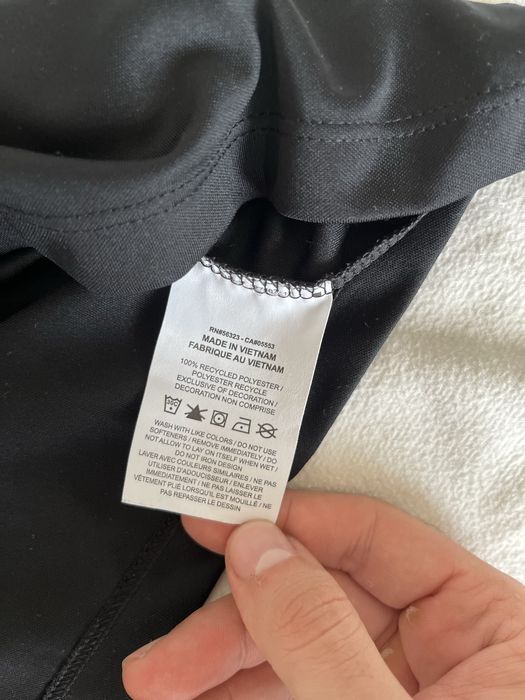 RN#56323 - CA#05553
MADE IN VIETNAM
FABRIQUE AU VIETNAM
100% RECYCLED POLYESTER /
POLYESTER RECYCLE
EXCLUSIVE OF DECORATION /
DECORATION NON COMPRISE
30C
WASH WITH LIKE COLORS / DO NOT USE
SOFTENERS / REMOVE IMMEDIATELY / DO
NOT ALLOW TO LAY ON ITSELF WHEN WET /
DO NOT IRON DESIGN
LAVER AVEC COULEURS SIMILAIRES / NE PAS
UTILISER D'ADOUCISSEUR / ENLEVER
IMMÉDIATEMENT / NE PAS LAISSER LE
VÊTEMENT PLIÉ LORSQU'IL EST MOUILLÉ / NE
PAS REPASSER LE DESSIN